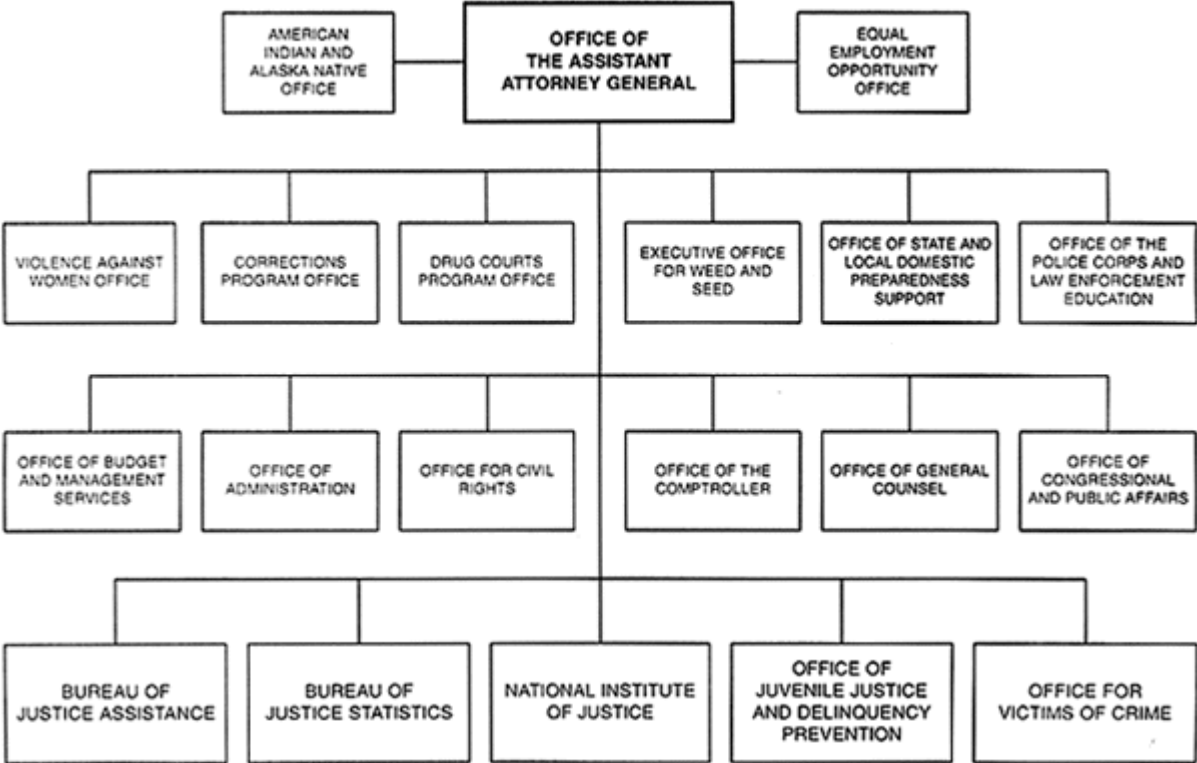 AMERICAN
INDIAN AND
ALASKA NATIVE
OFFICE
OFFICE OF
THE ASSISTANT
ATTORNEY GENERAL
EQUAL
EMPLOYMENT
OPPORTUNITY
OFFICE
VIOLENCE AGAINST
WOMEN OFFICE
CORRECTIONS
PROGRAM OFFICE
DRUG COURTS
PROGRAM OFFICE
EXECUTIVE OFFICE
FOR WEED AND
SEED
OFFICE OF STATE AND
LOCAL DOMESTIC
PREPAREDNESS
SUPPORT
OFFICE OF THE
POLICE CORPS AND
LAW ENFORCEMENT
EDUCATION
OFFICE OF BUDGET
AND MANAGEMENT
SERVICES
OFFICE OF
ADMINISTRATION
OFFICE FOR CIVIL
RIGHTS
OFFICE OF THE
COMPTROLLER
OFFICE OF GENERAL
COUNSEL
OFFICE OF
CONGRESSIONAL
AND PUBLIC AFFAIRS
BUREAU OF
JUSTICE ASSISTANCE
BUREAU OF
JUSTICE STATISTICS
NATIONAL INSTITUTE
OF JUSTICE
OFFICE OF
JUVENILE JUSTICE
AND DELINQUENCY
PREVENTION
OFFICE FOR
VICTIMS OF CRIME